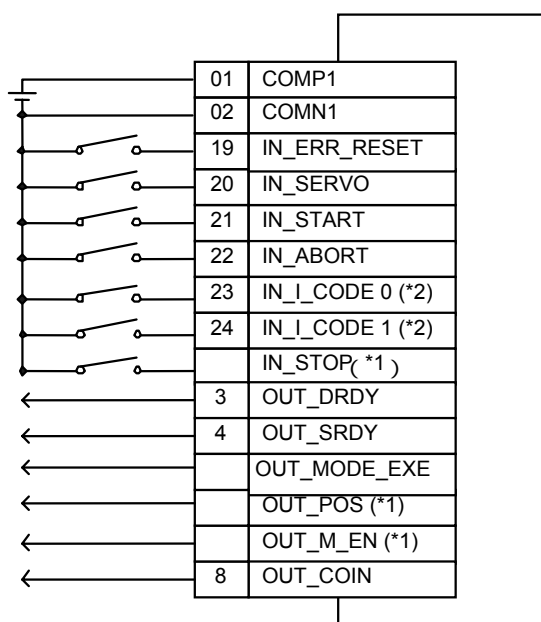 01 COMP1
02 COMN1
19 IN_ERR_RESET
20 IN_SERVO
21 IN_START
22 IN_ABORT
23 IN_I_CODE 0 (*2)
24 IN_I_CODE 1 (*2)
IN_STOP( *1 )
3 OUT_DRDY
4 OUT_SRDY
OUT_MODE_EXE
OUT_POS (*1)
OUT_M_EN (*1)
8 OUT_COIN